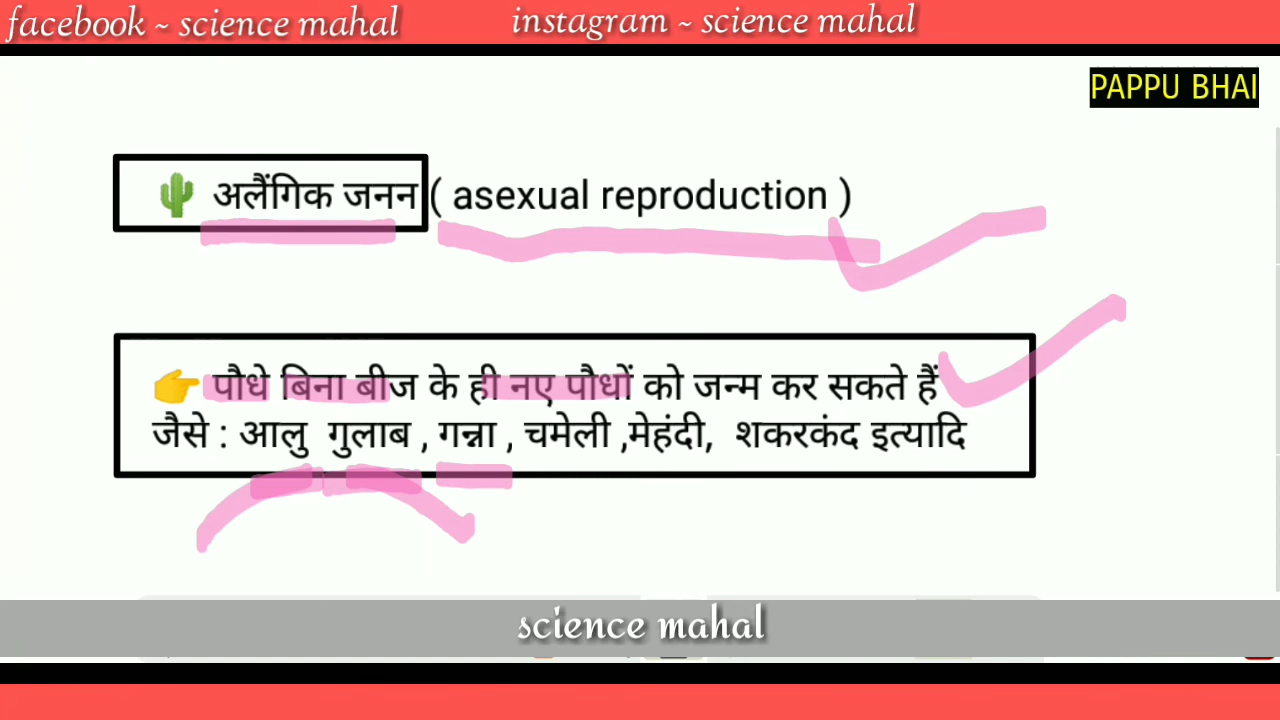 facebook ~ science mahal
instagram ~ science mahal
PAPPU BHAI
🌵 अलैंगिक जनन ( asexual reproduction )
👉 पौधे बिना बीज के ही नए पौधों को जन्म कर सकते हैं
जैसे : आलु गुलाब , गन्ना , चमेली ,मेहंदी, शकरकंद इत्यादि
science mahal